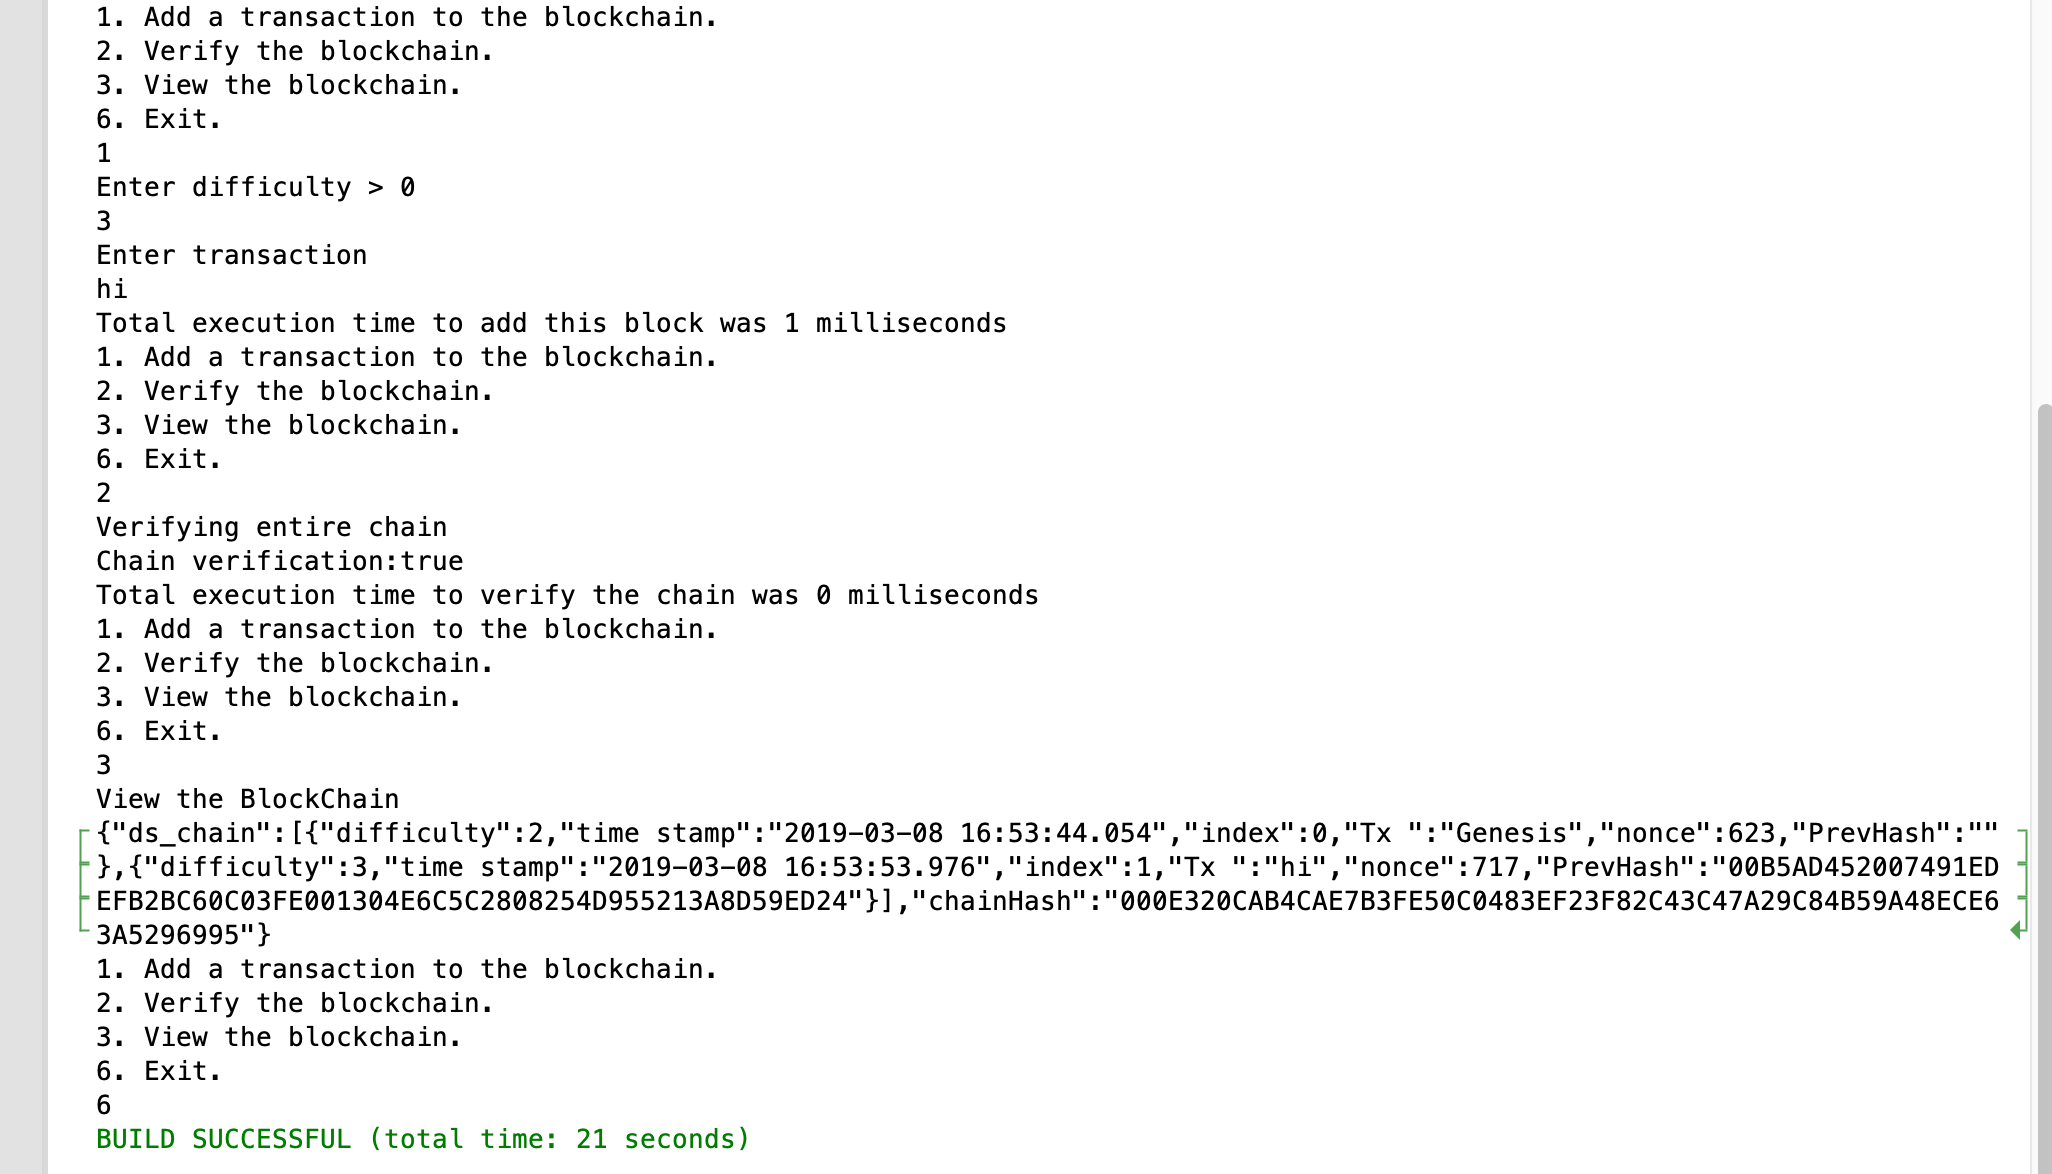 1. Add a transaction to the blockchain.
2. Verify the blockchain.
3. View the blockchain.
6. Exit.
1
Enter difficulty > 0
3
Enter transaction
hi
Total execution time to add this block was 1 milliseconds
1. Add a transaction to the blockchain.
2. Verify the blockchain.
3. View the blockchain.
6. Exit.
2
Verifying entire chain
Chain verification:true
Total execution time to verify the chain was 0 milliseconds
1. Add a transaction to the blockchain.
2. Verify the blockchain.
3. View the blockchain.
6. Exit.
3
View the BlockChain
{"ds_chain":[{"difficulty":2,"time stamp":"2019-03-08 16:53:44.054","index":0,"Tx ":"Genesis","nonce":623,"PrevHash":""
},{"difficulty":3,"time stamp":"2019-03-08 16:53:53.976","index":1,"Tx ":"hi","nonce":717,"PrevHash":"00B5AD452007491ED
EFB2BC60C03FE001304E6C5C2808254D955213A8D59ED24"}],"chainHash":"000E320CAB4CAE7B3FE50C0483EF23F82C43C47A29C84B59A48ECE6
3A5296995"}
1. Add a transaction to the blockchain.
2. Verify the blockchain.
3. View the blockchain.
6. Exit.
6
BUILD SUCCESSFUL (total time: 21 seconds)